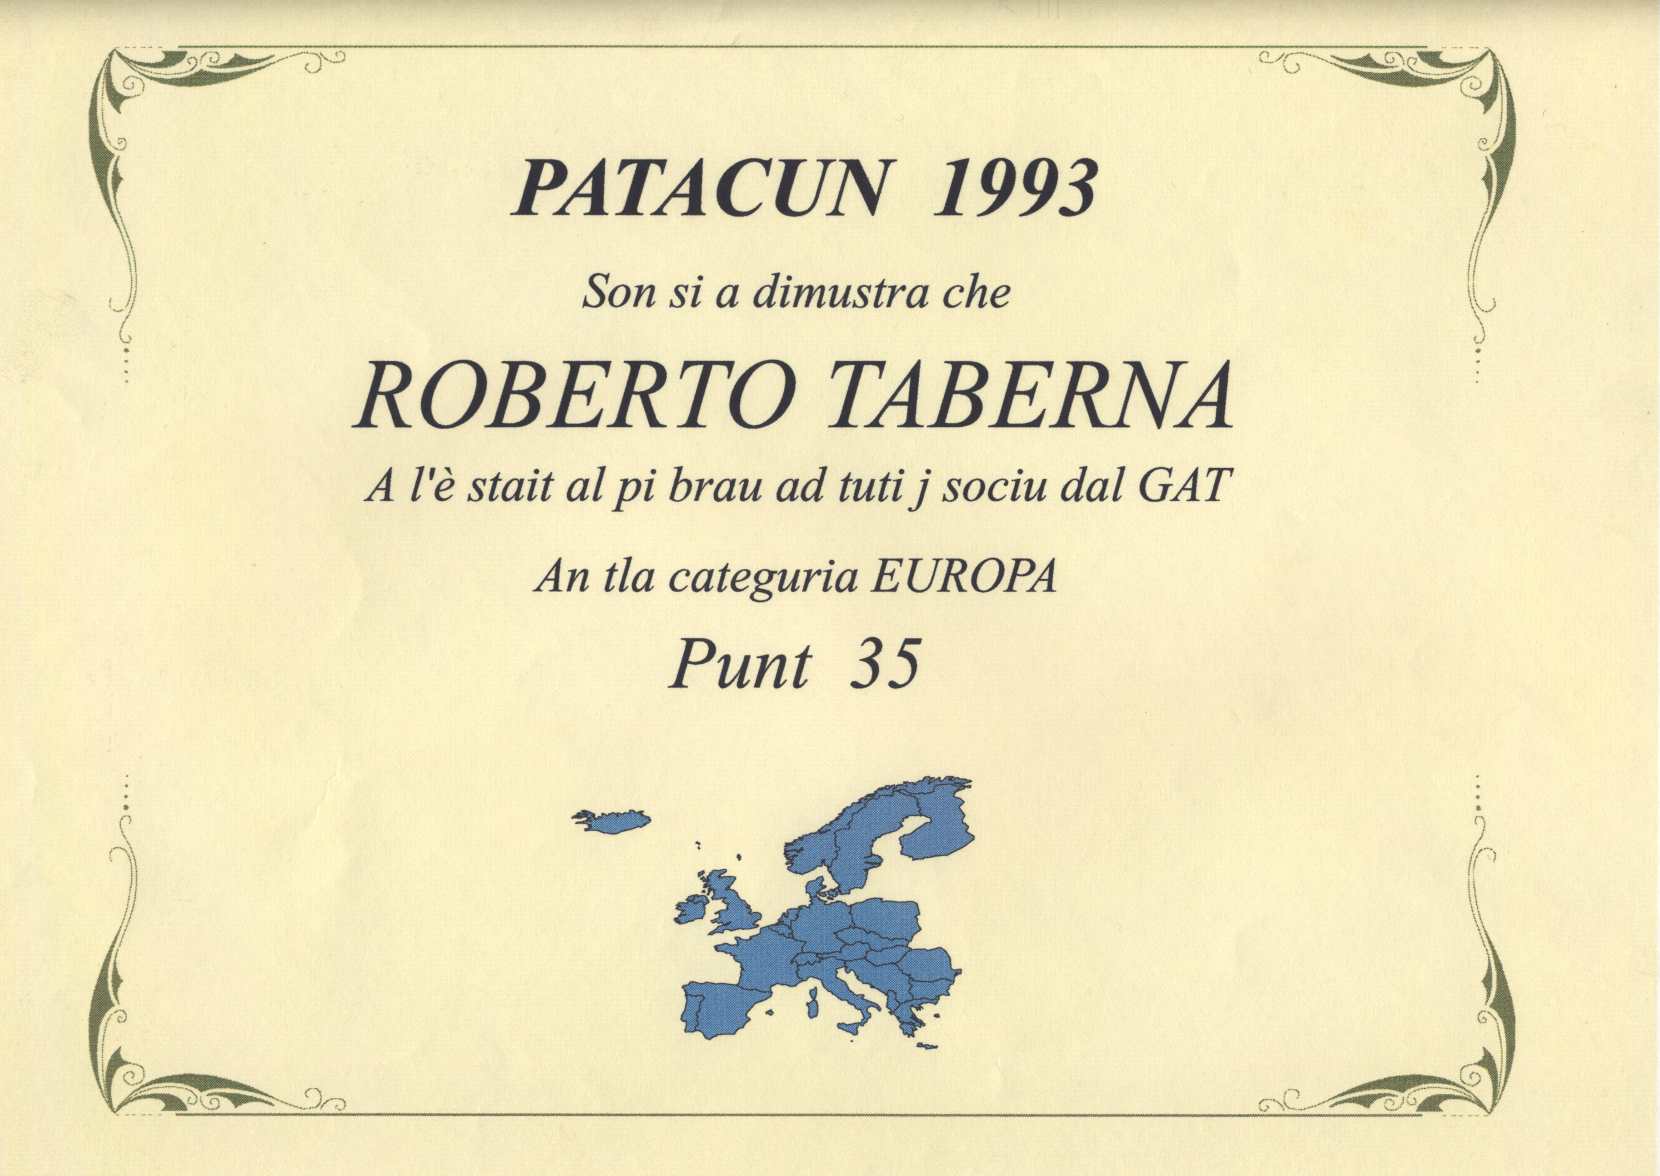 PATACUN 1993
Son si a dimustra che
ROBERTO TABERNA
A l'è stait al pi brau ad tuti j sociu dal GAT
An tla categuria EUROPA
Punt 35